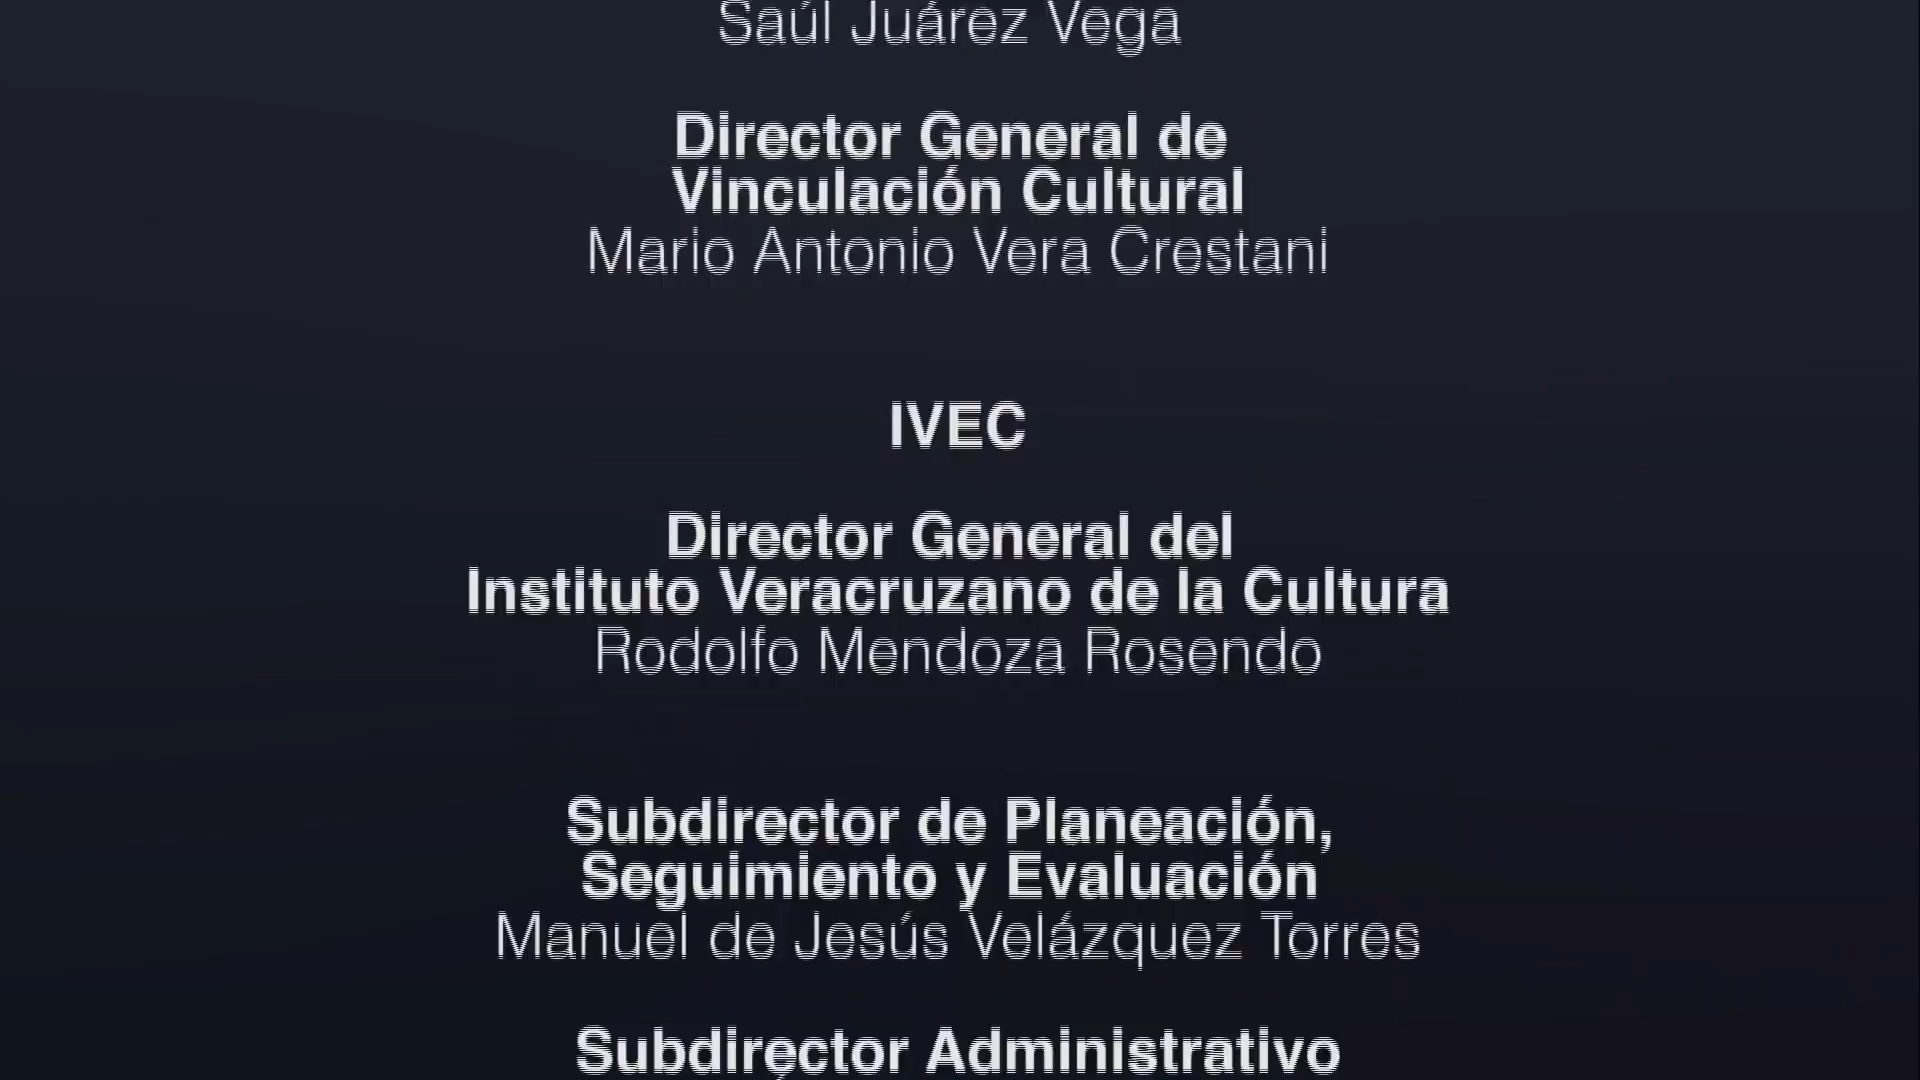 Saúl Juárez Vega
Director General de
Vinculación Cultural
Mario Antonio Vera Crestani
IVEC
Director General del
Instituto Veracruzano de la Cultura
Rodolfo Mendoza Rosendo
Subdirector de Planeación,
Seguimiento y Evaluación
Manuel de Jesús Velázquez Torres
Subdirector Administrativo